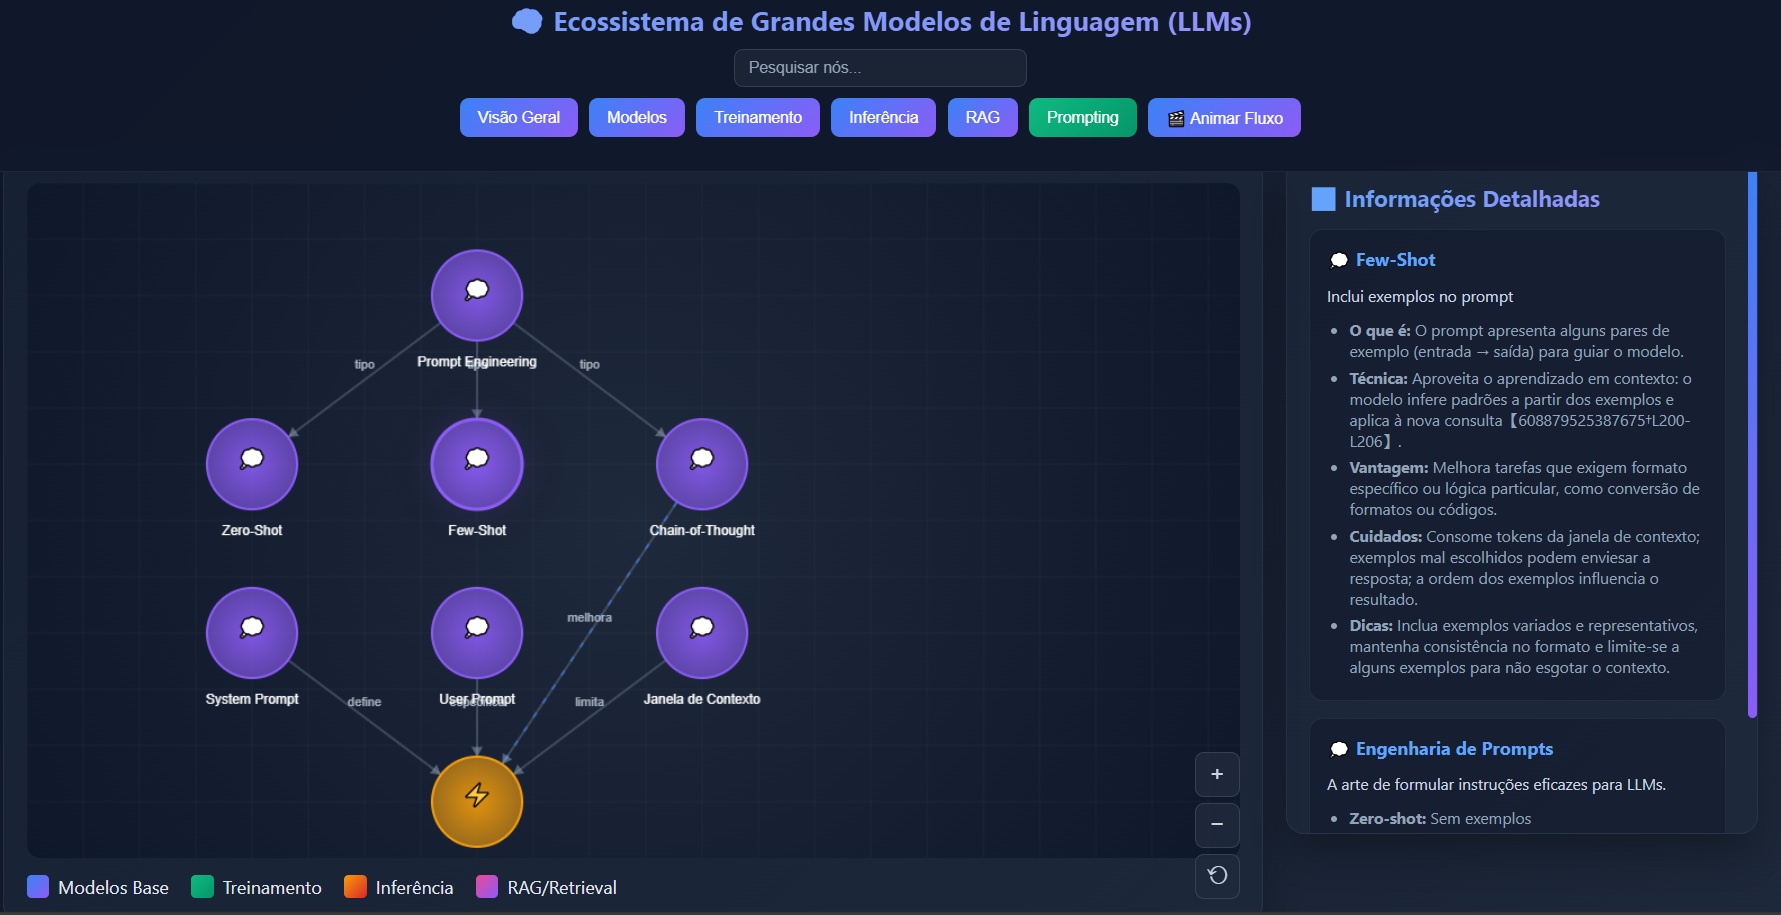 Ecossistema de Grandes Modelos de Linguagem (LLMs)
Pesquisar nós...
Visão Geral
Modelos
Treinamento
Inferência
RAG
Prompting
Animar Fluxo
Prompt Engineering
tipo
tipo
Zero-Shot
Few-Shot
Chain-of-Thought
melhora
System Prompt
User Prompt
Janela de Contexto
define
limita
+
−
Modelos Base
Treinamento
Inferência
RAG/Retrieval
Informações Detalhadas
Few-Shot
Inclui exemplos no prompt
• O que é: O prompt apresenta alguns pares de
exemplo (entrada → saída) para guiar o modelo.
• Técnica: Aproveita o aprendizado em contexto: o
modelo infere padrões a partir dos exemplos e
aplica à nova consulta【608879525387675†L200-
L206】.
• Vantagem: Melhora tarefas que exigem formato
específico ou lógica particular, como conversão de
formatos ou códigos.
• Cuidados: Consome tokens da janela de contexto;
exemplos mal escolhidos podem enviesar a
resposta; a ordem dos exemplos influencia o
resultado.
• Dicas: Inclua exemplos variados e representativos,
mantenha consistência no formato e limite-se a
alguns exemplos para não esgotar o contexto.
Engenharia de Prompts
A arte de formular instruções eficazes para LLMs.
• Zero-shot: Sem exemplos